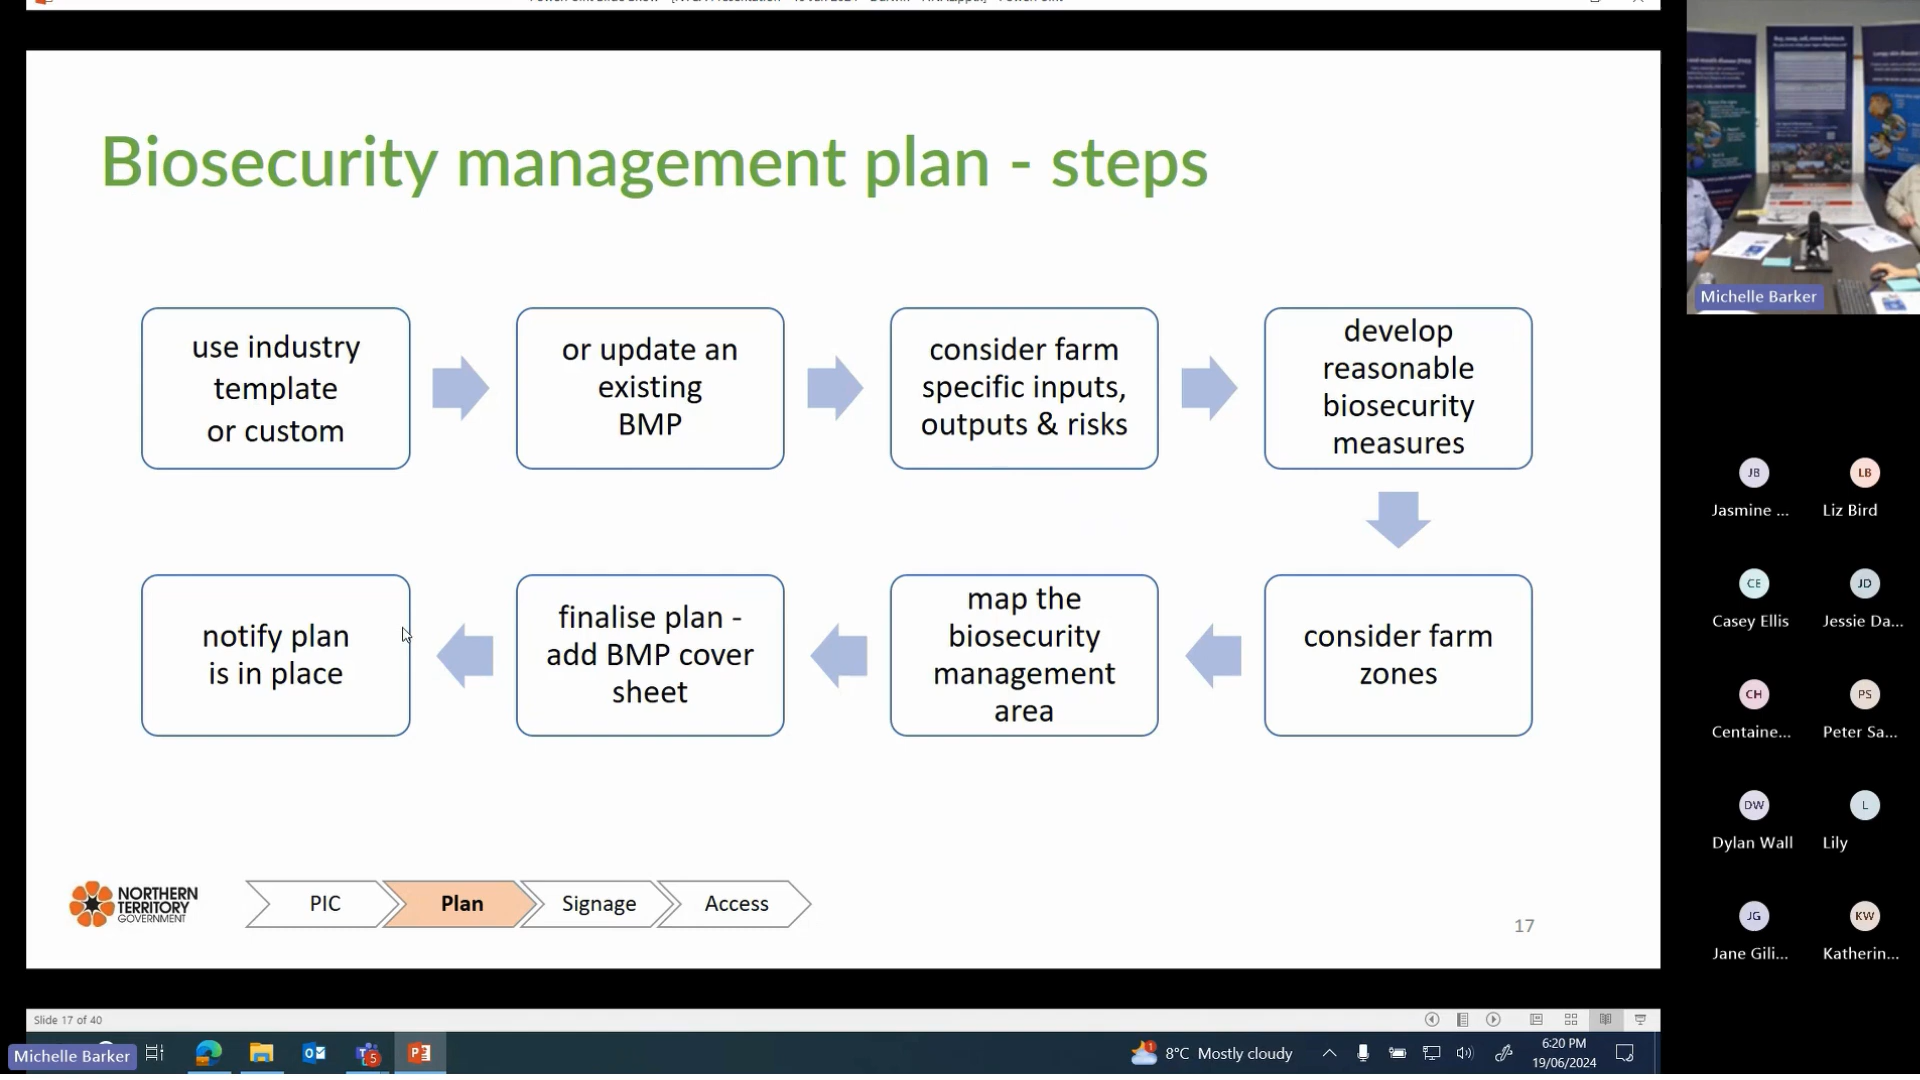 Biosecurity management plan - steps
use industry
template
or custom
or update an
existing
BMP
consider farm
specific inputs,
outputs & risks
develop
reasonable
biosecurity
measures
consider farm
zones
map the
biosecurity
management
area
finalise plan -
add BMP cover
sheet
notify plan
is in place
NORTHERN
TERRITORY
GOVERNMENT
PIC
Plan
Signage
Access
17
Michelle Barker
JB
LB
Jasmine ...
Liz Bird
CE
JD
Casey Ellis
Jessie Da...
CH
PS
Centaine...
Peter Sa...
DW
L
Dylan Wall
Lily
JG
KW
Jane Gili...
Katherin...
Slide 17 of 40
Michelle Barker
5
1
8°C Mostly cloudy
6:20 PM
19/06/2024